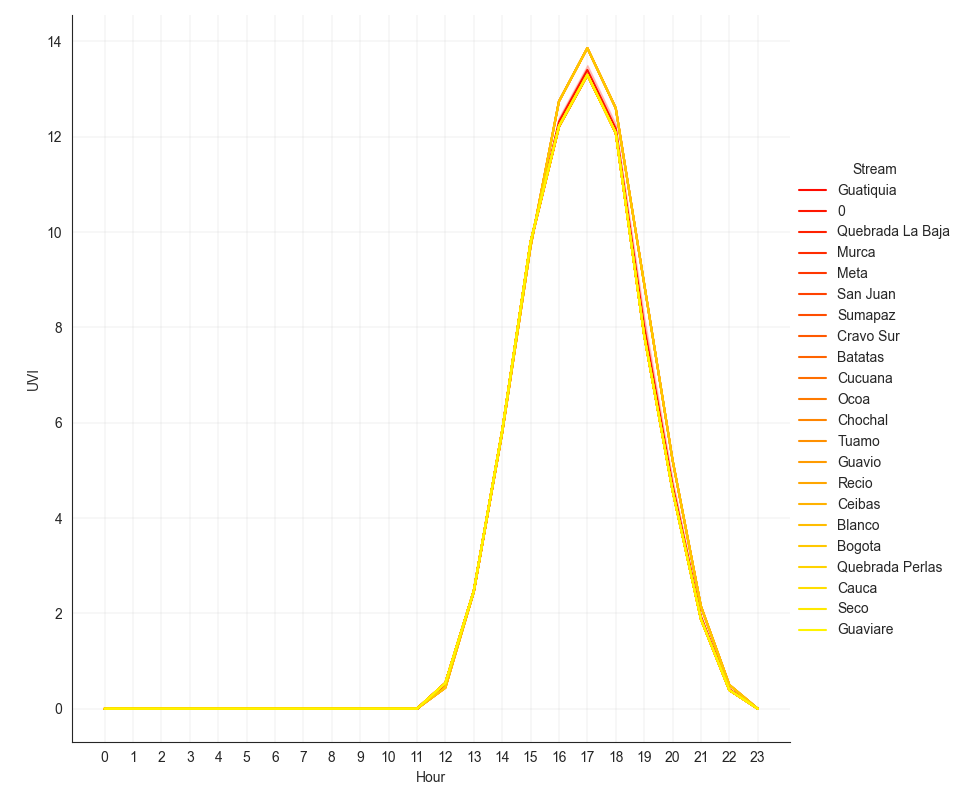 14
12
10
8
6
4
2
0
UVI
0 1 2 3 4 5 6 7 8 9 10 11 12 13 14 15 16 17 18 19 20 21 22 23
Hour
Stream
Guatiquia
0
Quebrada La Baja
Murca
Meta
San Juan
Sumapaz
Cravo Sur
Batatas
Cucuana
Ocoa
Chochal
Tuamo
Guavio
Recio
Ceibas
Blanco
Bogota
Quebrada Perlas
Cauca
Seco
Guaviare